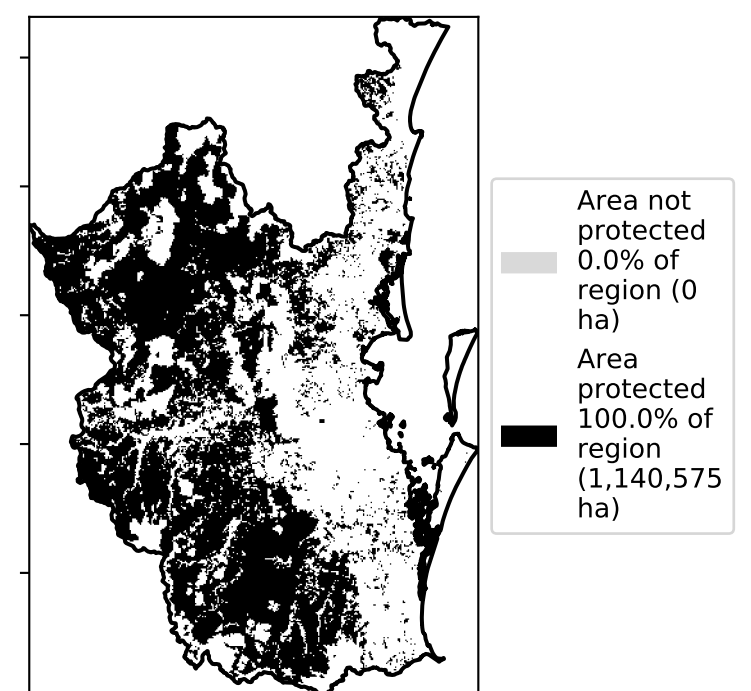 Area not
protected
0.0% of
region (0
ha)
Area
protected
100.0% of
region
(1,140,575
ha)